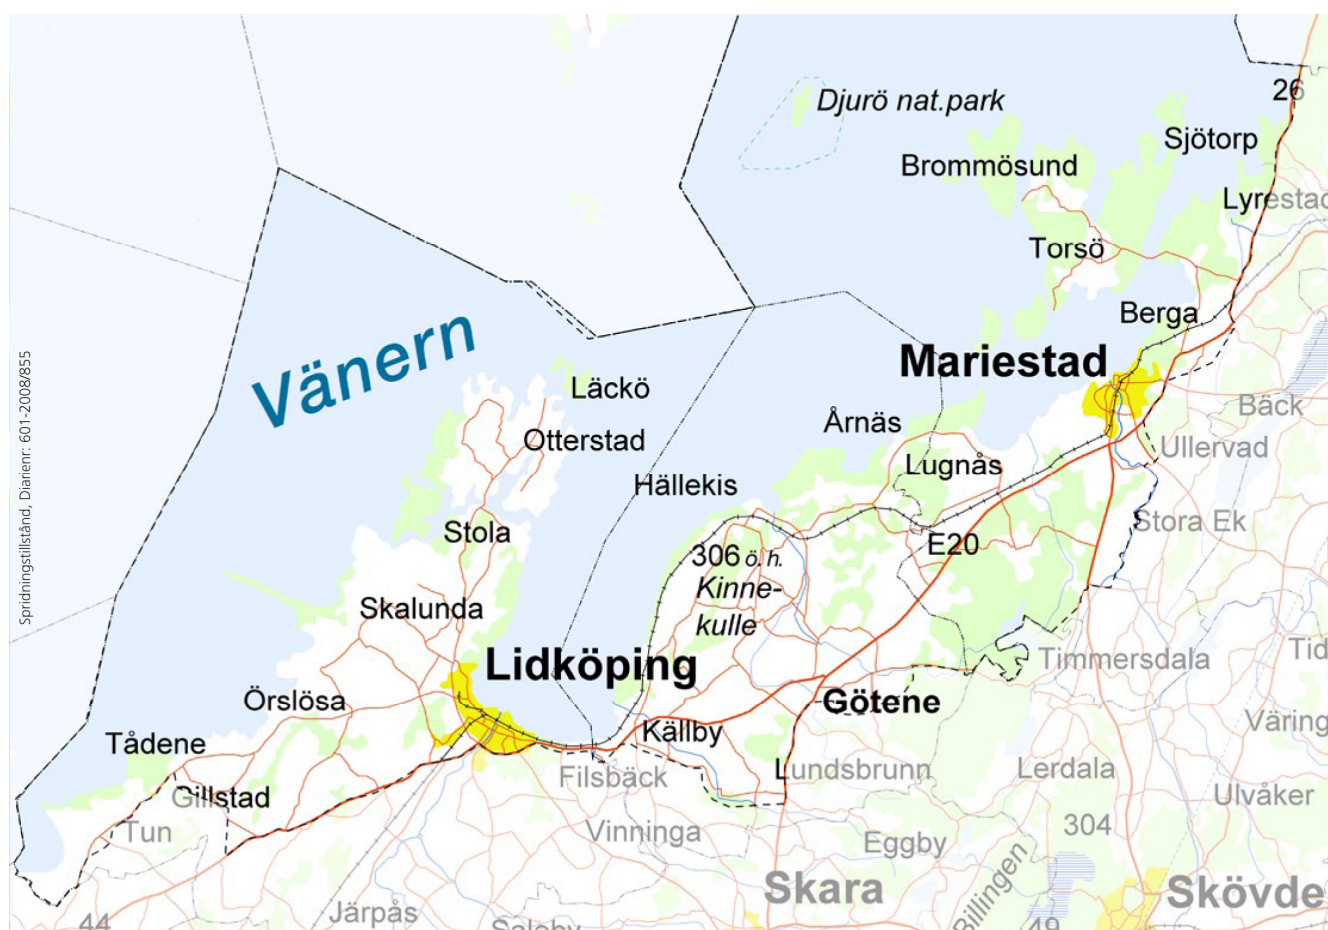 26
Djurö nat.park
Sjötorp
Brommösund
Lyrestad
Torsö
Berga
Vänern
Mariestad
Läckö
Bäck
Årnäs
Otterstad
Ullervad
Lugnås
Hällekis
Stola
Stora Ek
E20
306 ö. h.
Kinne-
kulle
Skalunda
Lidköping
Timmersdala
Tid
Örslösa
Götene
Väring
Källby
Tådene
Filsbäck
Lundsbrunn
Lerdala
Gillstad
Ulvåker
Tun
Vinninga
304
Eggby
Skara
Billingen
Skövde
Järpås
44
Saleby
49
Spridningstillstånd, Diarienr: 601-2008/855